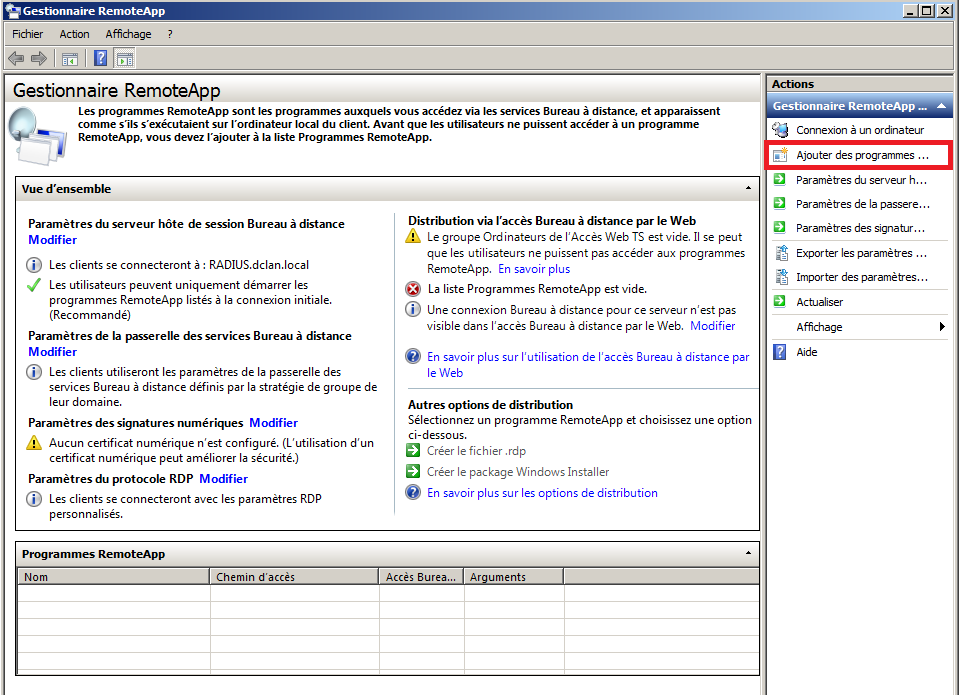 Gestionnaire RemoteApp
Fichier Action Affichage ?
Gestionnaire RemoteApp
Les programmes RemoteApp sont les programmes auxquels vous accédez via les services Bureau à distance, et apparaissent
comme s'ils s'exécutaient sur l'ordinateur local du client. Avant que les utilisateurs ne puissent accéder à un programme
RemoteApp, vous devez l'ajouter à la liste Programmes RemoteApp.
Vue d'ensemble
Paramètres du serveur hôte de session Bureau à distance
Modifier
Les clients se connecteront à : RADIUS.dclan.local
Les utilisateurs peuvent uniquement démarrer les
programmes RemoteApp listés à la connexion initiale.
(Recommandé)
Paramètres de la passerelle des services Bureau à distance
Modifier
Les clients utiliseront les paramètres de la passerelle des
services Bureau à distance définis par la stratégie de groupe de
leur domaine.
Paramètres des signatures numériques Modifier
Aucun certificat numérique n'est configuré. (L'utilisation d'un
certificat numérique peut améliorer la sécurité.)
Paramètres du protocole RDP Modifier
Les clients se connecteront avec les paramètres RDP
personnalisés.
Distribution via l'accès Bureau à distance par le Web
Le groupe Ordinateurs de l'Accès Web TS est vide. Il se peut
que les utilisateurs ne puissent pas accéder aux programmes
RemoteApp. En savoir plus
La liste Programmes RemoteApp est vide.
Une connexion Bureau à distance pour ce serveur n'est pas
visible dans l'accès Bureau à distance par le Web. Modifier
En savoir plus sur l'utilisation de l'accès Bureau à distance par
le Web
Autres options de distribution
Sélectionnez un programme RemoteApp et choisissez une option
ci-dessous.
Créer le fichier .rdp
Créer le package Windows Installer
En savoir plus sur les options de distribution
Programmes RemoteApp
Nom Chemin d'accès Accès Burea... Arguments
Actions
Gestionnaire RemoteApp ...
Connexion à un ordinateur
Ajouter des programmes ...
Paramètres du serveur h...
Paramètres de la passere...
Paramètres des signatur...
Exporter les paramètres ...
Importer des paramètres...
Actualiser
Affichage
Aide